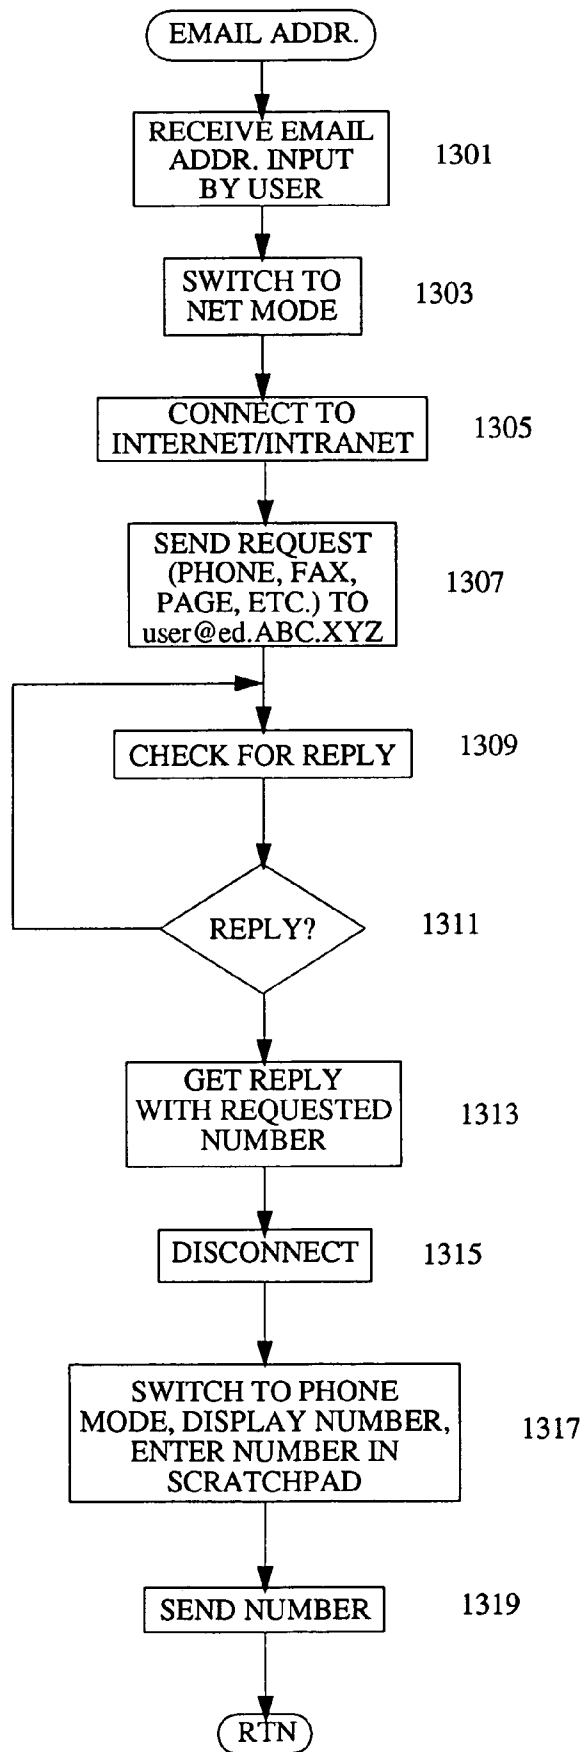 EMAIL ADDR.
RECEIVE EMAIL
ADDR. INPUT
BY USER
1301
SWITCH TO
NET MODE
1303
CONNECT TO
INTERNET/INTRANET
1305
SEND REQUEST
(PHONE, FAX,
PAGE, ETC.) TO
user@ed.ABC.XYZ
1307
CHECK FOR REPLY
1309
REPLY?
1311
GET REPLY
WITH REQUESTED
NUMBER
1313
DISCONNECT
1315
SWITCH TO PHONE
MODE, DISPLAY NUMBER,
ENTER NUMBER IN
SCRATCHPAD
1317
SEND NUMBER
1319
RTN